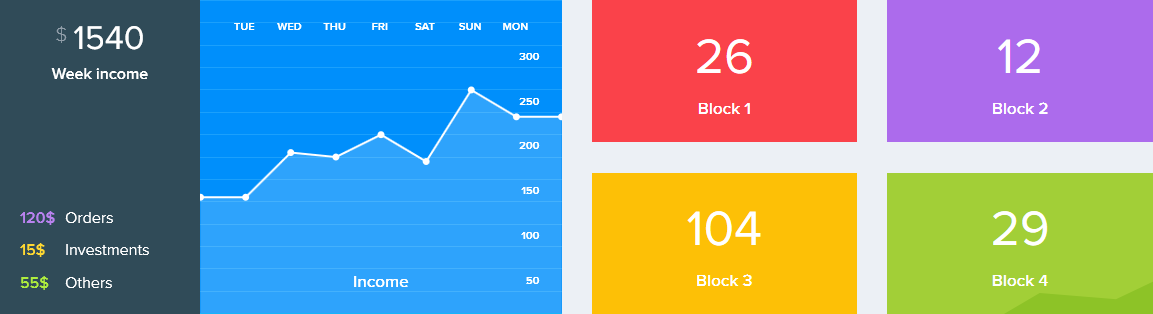 $ 1540
Week income
120$ Orders
15$ Investments
55$ Others
TUE WED THU FRI SAT SUN MON
300
250
200
150
100
50
Income
26
Block 1
12
Block 2
104
Block 3
29
Block 4